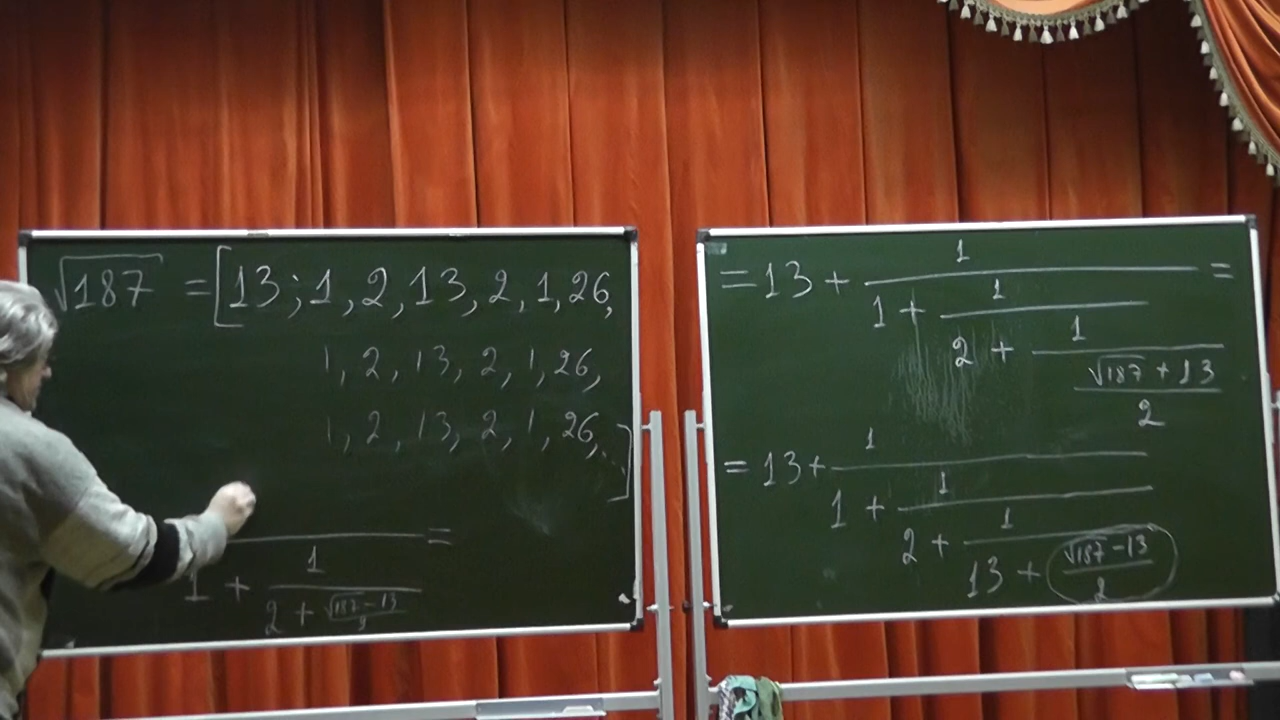 √187 = [13; 1, 2, 13, 2, 1, 26,
1, 2, 13, 2, 1, 26,
1, 2, 13, 2, 1, 26, ...]
1
1 + ――― =
2 + (√187 - 13)/
= 13 + 1
――― =
1 + 1
―――
2 + 1
―――
√187 + 13
―――
2
= 13 + 1
―――
1 + 1
―――
2 + 1
―――
13 + √187 - 13
―――
2